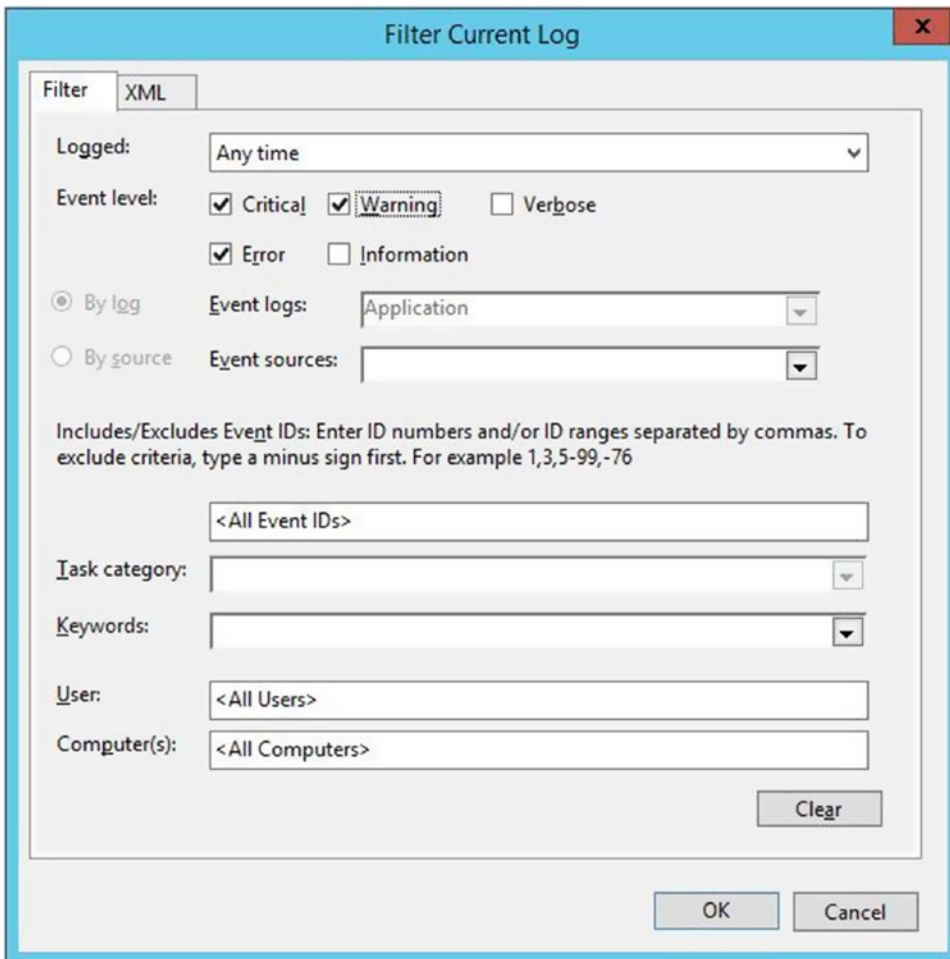 Filter Current Log
x
Filter XML
Logged: Any time
Event level: Critical Warning Verbose
Error Information
By log Event logs: Application
By source Event sources:
Includes/Excludes Event IDs: Enter ID numbers and/or ID ranges separated by commas. To
exclude criteria, type a minus sign first. For example 1,3,5-99,-76
<All Event IDs>
Task category:
Keywords:
User: <All Users>
Computer(s): <All Computers>
Clear
OK Cancel